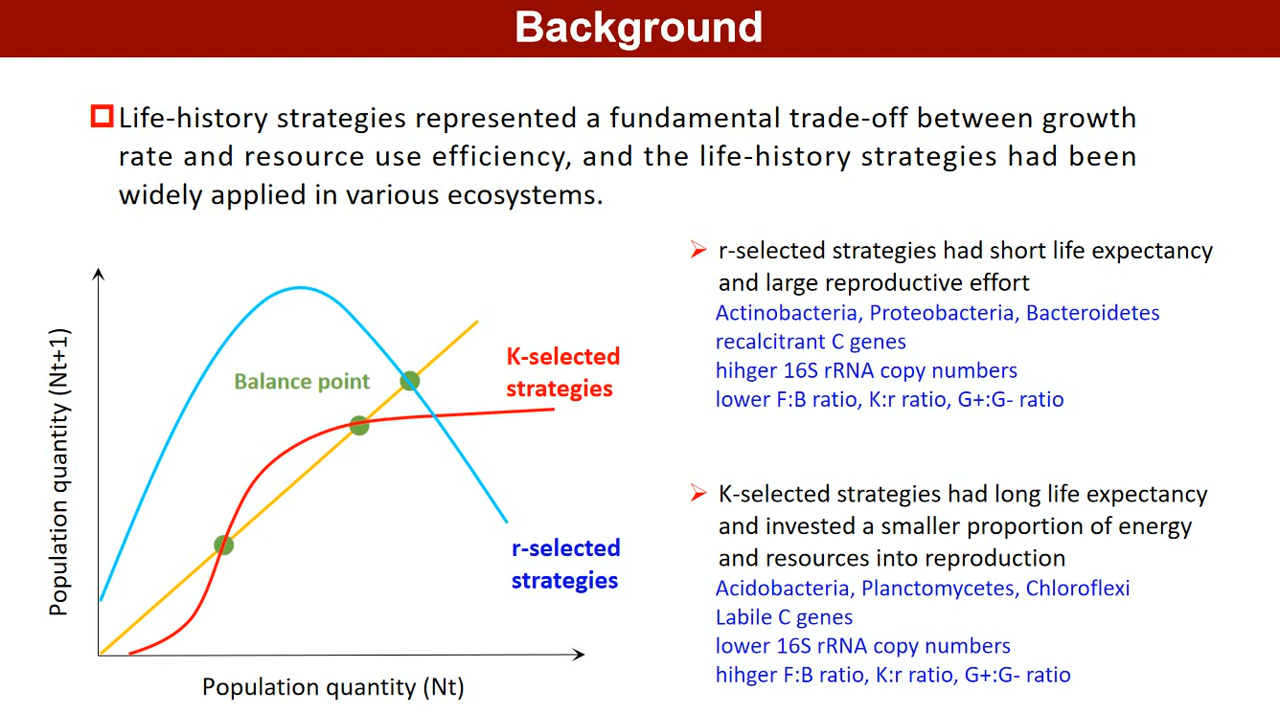 Background
Life-history strategies represented a fundamental trade-off between growth
rate and resource use efficiency, and the life-history strategies had been
widely applied in various ecosystems.
Population quantity (Nt+1)
Balance point
K-selected
strategies
r-selected
strategies
Population quantity (Nt)
r-selected strategies had short life expectancy
and large reproductive effort
Actinobacteria, Proteobacteria, Bacteroidetes
recalcitrant C genes
hihger 16S rRNA copy numbers
lower F:B ratio, K:r ratio, G+:G- ratio
K-selected strategies had long life expectancy
and invested a smaller proportion of energy
and resources into reproduction
Acidobacteria, Planctomycetes, Chloroflexi
Labile C genes
lower 16S rRNA copy numbers
hihger F:B ratio, K:r ratio, G+:G- ratio